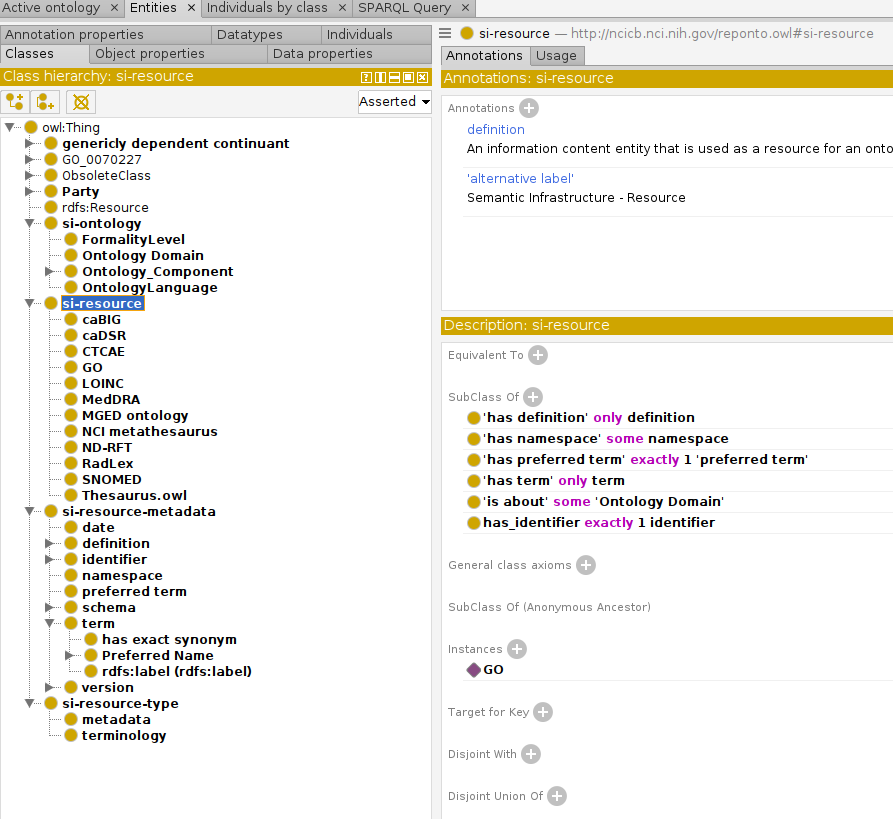 Active ontology × Entities × Individuals by class × SPARQL Query ×
Annotation properties Datatypes Individuals
Classes Object properties Data properties
Class hierarchy: si-resource
Asserted
owl:Thing
genericly dependent continuant
GO_0070227
ObsoleteClass
Party
rdfs:Resource
si-ontology
FormalityLevel
Ontology Domain
Ontology_Component
OntologyLanguage
si-resource
caBIG
caDSR
CTCAE
GO
LOINC
MedDRA
MGED ontology
NCI metathesaurus
ND-RFT
RadLex
SNOMED
Thesaurus.owl
si-resource-metadata
date
definition
identifier
namespace
preferred term
schema
term
has exact synonym
Preferred Name
rdfs:label (rdfs:label)
version
si-resource-type
metadata
terminology
si-resource — http://ncicb.nci.nih.gov/reponto.owl#si-resource
Annotations Usage
Annotations: si-resource
Annotations
definition
An information content entity that is used as a resource for an onto
'alternative label'
Semantic Infrastructure - Resource
Description: si-resource
Equivalent To
SubClass Of
'has definition' only definition
'has namespace' some namespace
'has preferred term' exactly 1 'preferred term'
'has term' only term
'is about' some 'Ontology Domain'
has_identifier exactly 1 identifier
General class axioms
SubClass Of (Anonymous Ancestor)
Instances
GO
Target for Key
Disjoint With
Disjoint Union Of